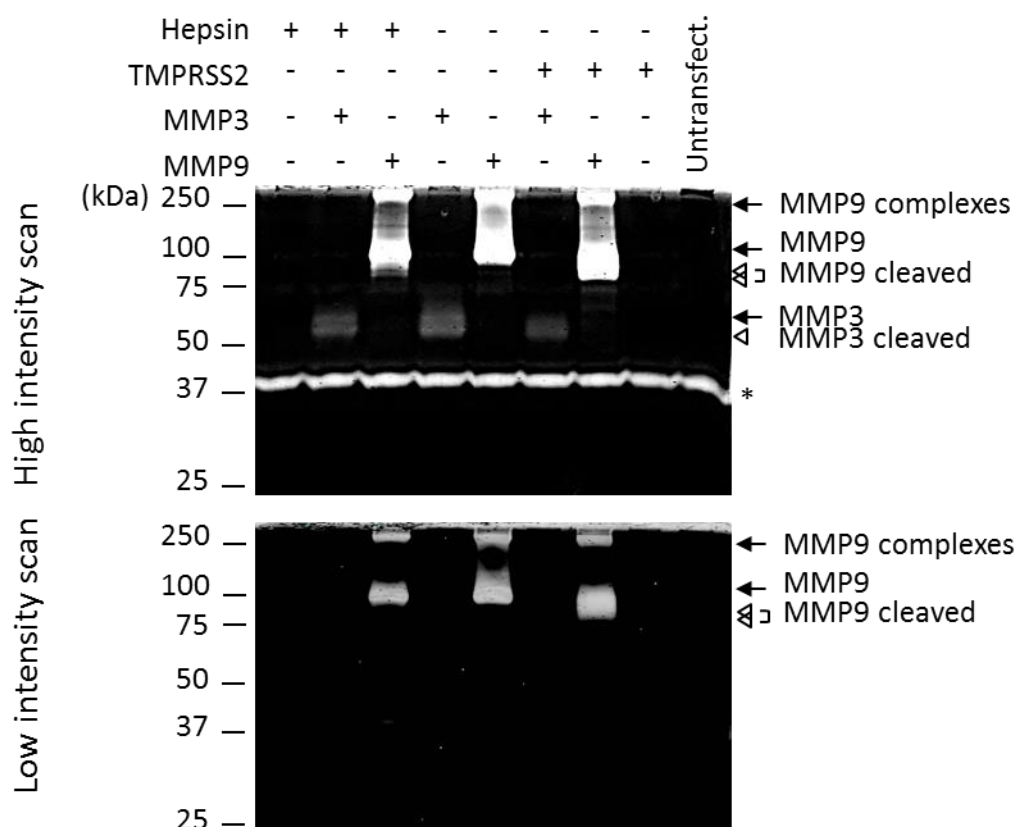 Hepsin + + + - - - - -
TMPRSS2 - - - - - + + +
MMP3 - + - + - + - -
MMP9 - - + - + - + -
Untransfect.
(kDa)
High intensity scan
250
100
75
50
37
25
MMP9 complexes
MMP9
MMP9 cleaved
MMP3
MMP3 cleaved
*
Low intensity scan
250
100
75
50
37
25
MMP9 complexes
MMP9
MMP9 cleaved